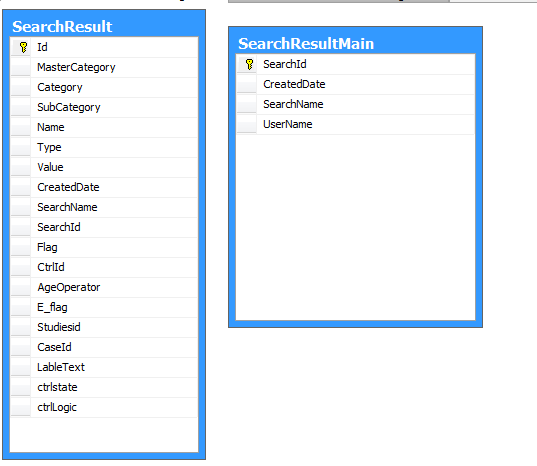 SearchResult
Id
MasterCategory
Category
SubCategory
Name
Type
Value
CreatedDate
SearchName
SearchId
Flag
CtrlId
AgeOperator
E_flag
Studiesid
CaseId
LableText
ctrlstate
ctrlLogic
SearchResultMain
SearchId
CreatedDate
SearchName
UserName